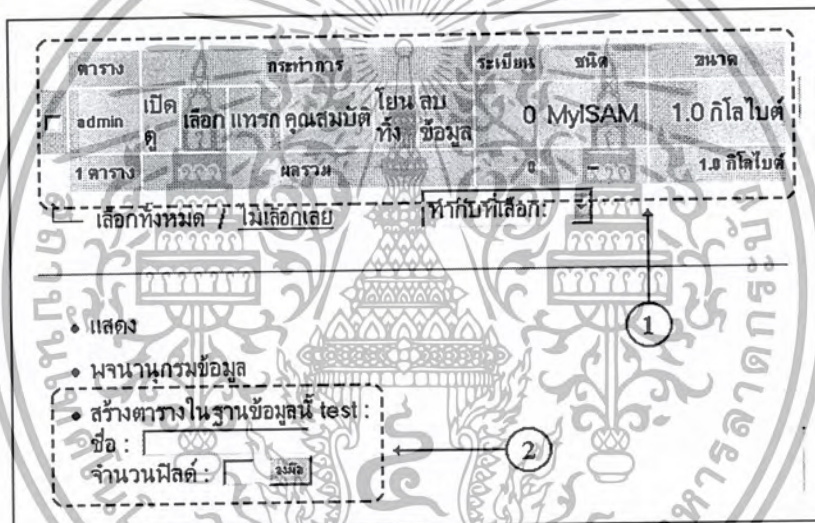 ตาราง กระทำการ ระเบียน ชนิด ขนาด
admin เปิดดู เลือก แทรก คุณสมบัติ โยนทิ้ง ลบข้อมูล 0 MyISAM 1.0 กิโลไบต์
1 ตาราง ผลรวม 0 - 1.0 กิโลไบต์
เลือกทั้งหมด / ไม่เลือกเลย ทำกับที่เลือก:
1
แสดง
พจนานุกรมข้อมูล
สร้างตารางในฐานข้อมูลนี้ test :
ชื่อ :
2
จำนวนฟิลด์ : ลงมือ